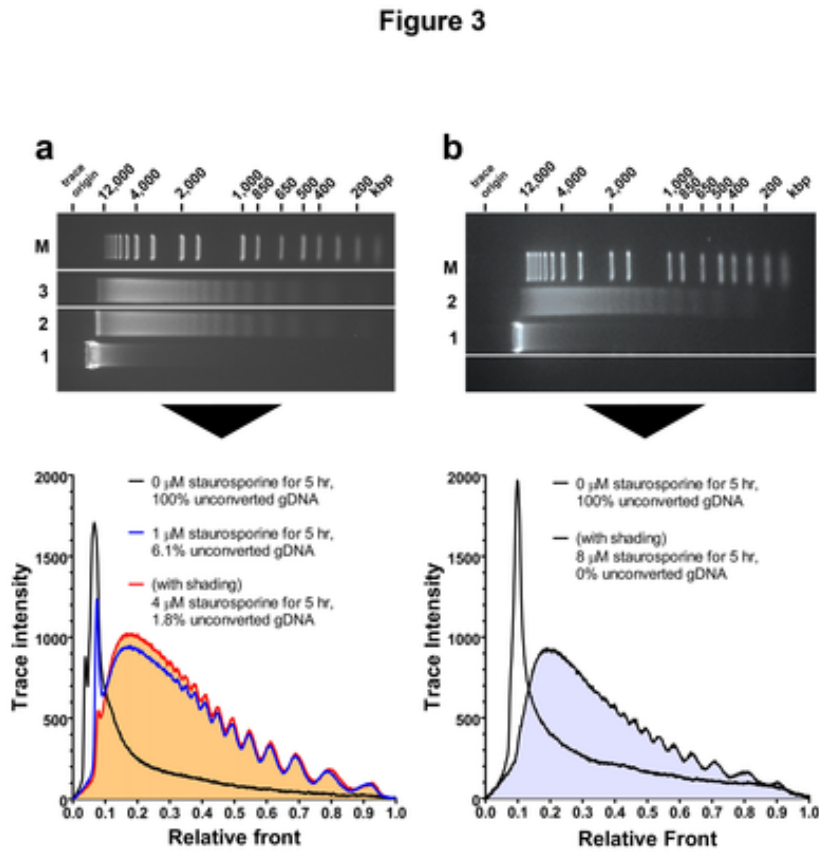 Figure 3
a
trace origin 12,000 4,000 2,000 1,000 850 650 500 400 200 kbp
M
3
2
1
b
trace origin 12,000 4,000 2,000 1,000 850 650 500 400 200 kbp
M
2
1
2000
1500
1000
500
0
Trace intensity
0 μM staurosporine for 5 hr,
100% unconverted gDNA
1 μM staurosporine for 5 hr,
6.1% unconverted gDNA
(with shading)
4 μM staurosporine for 5 hr,
1.8% unconverted gDNA
0.0 0.1 0.2 0.3 0.4 0.5 0.6 0.7 0.8 0.9 1.0
Relative front
2000
1500
1000
500
0
Trace Intensity
0 μM staurosporine for 5 hr,
100% unconverted gDNA
(with shading)
8 μM staurosporine for 5 hr,
0% unconverted gDNA
0.0 0.1 0.2 0.3 0.4 0.5 0.6 0.7 0.8 0.9 1.0
Relative Front